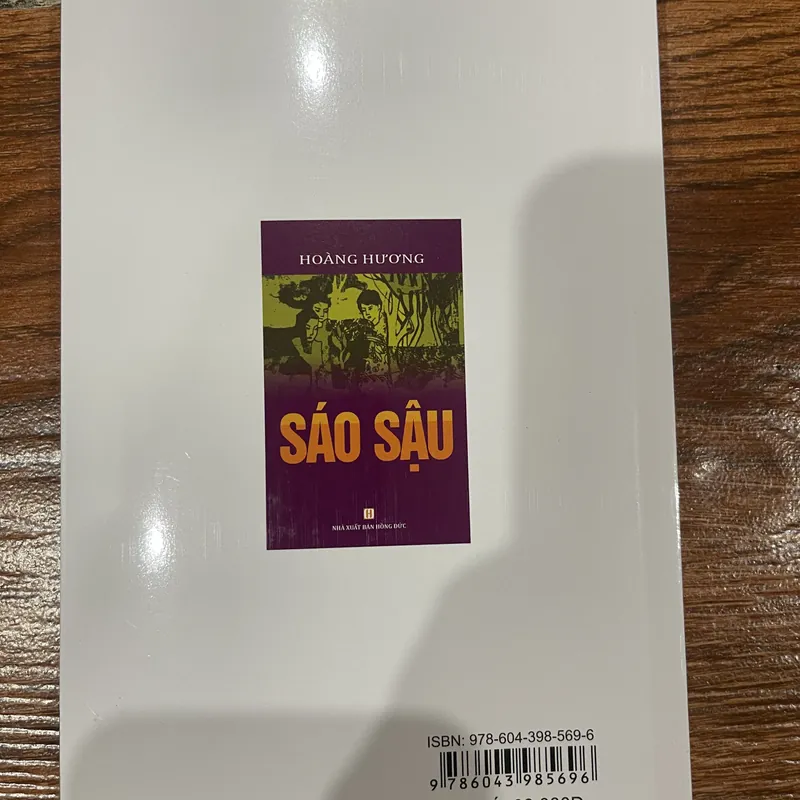 HOÀNG HƯƠNG
SÁO SẬU
H
NHÀ XUẤT BẢN HỒNG ĐỨC
ISBN: 978-604-398-569-6
9 786043 985696